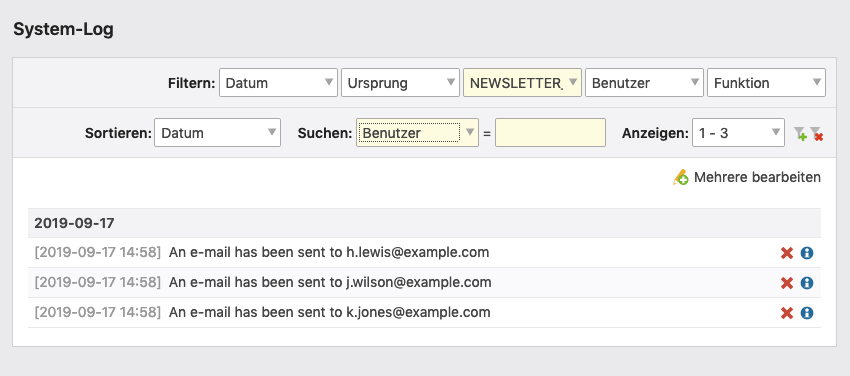 System-Log
Filtern: Datum Ursprung NEWSLETTER_ Benutzer Funktion
Sortieren: Datum Suchen: Benutzer = Anzeigen: 1 - 3
Mehrere bearbeiten
2019-09-17
[2019-09-17 14:58] An e-mail has been sent to h.lewis@example.com
[2019-09-17 14:58] An e-mail has been sent to j.wilson@example.com
[2019-09-17 14:58] An e-mail has been sent to k.jones@example.com